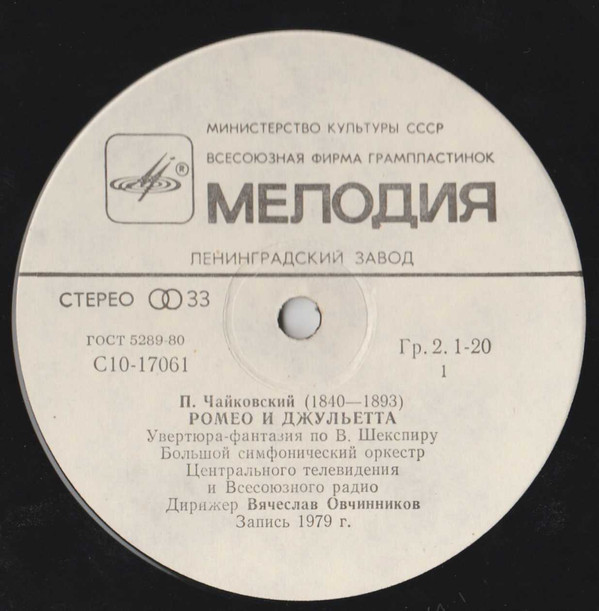 МИНИСТЕРСТВО КУЛЬТУРЫ СССР
ВСЕСОЮЗНАЯ ФИРМА ГРАМПЛАСТИНОК
®
МЕЛОДИЯ
ЛЕНИНГРАДСКИЙ ЗАВОД
СТЕРЕО 33
ГОСТ 5289-80
С10-17061
Гр. 2. 1-20
1
П. Чайковский (1840—1893)
РОМЕО И ДЖУЛЬЕТТА
Увертюра-фантазия по В. Шекспиру
Большой симфонический оркестр
Центрального телевидения
и Всесоюзного радио
Дирижер Вячеслав Овчинников
Запись 1979 г.